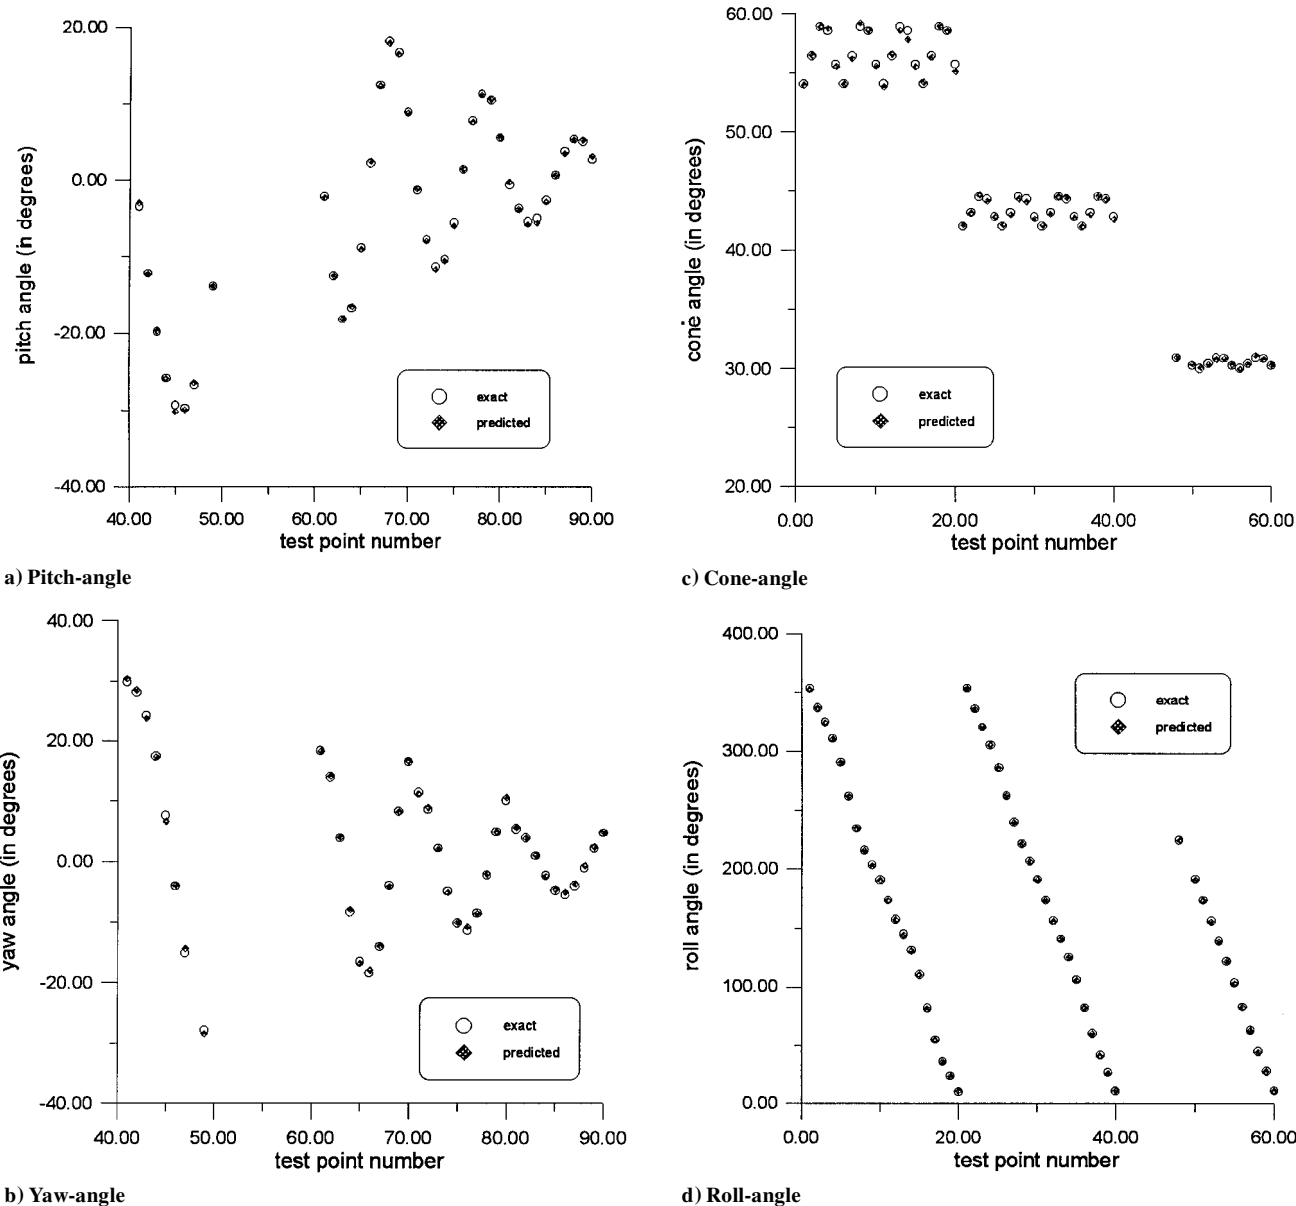 20.00
0.00
-20.00
-40.00
pitch angle (in degrees)
exact
predicted
40.00 50.00 60.00 70.00 80.00 90.00
test point number
a) Pitch-angle
60.00
50.00
40.00
30.00
20.00
cone angle (in degrees)
exact
predicted
0.00 20.00 40.00 60.00
test point number
c) Cone-angle
40.00
20.00
0.00
-20.00
-40.00
yaw angle (in degrees)
exact
predicted
40.00 50.00 60.00 70.00 80.00 90.00
test point number
b) Yaw-angle
400.00
300.00
200.00
100.00
0.00
roll angle (in degrees)
exact
predicted
0.00 20.00 40.00 60.00
test point number
d) Roll-angle